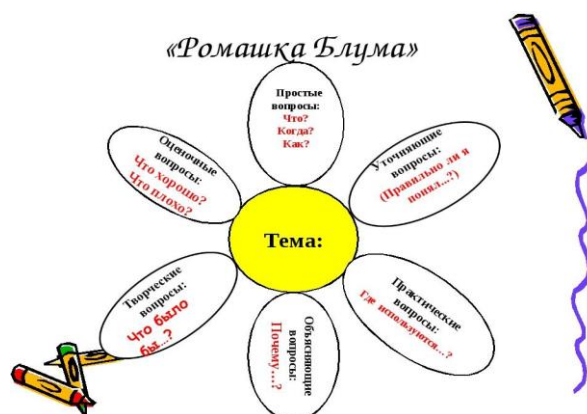 «Ромашка Блума»
Простые
вопросы:
Что?
Когда?
Как?
Уточняющие
вопросы:
(Правильно ли я
понял...?)
Практические
вопросы:
Где используются...?
Объясняющие
вопросы:
Почему...?
Творческие
вопросы:
Что было
бы...?
Оценочные
вопросы:
Что хорошо?
Что плохо?
Тема: